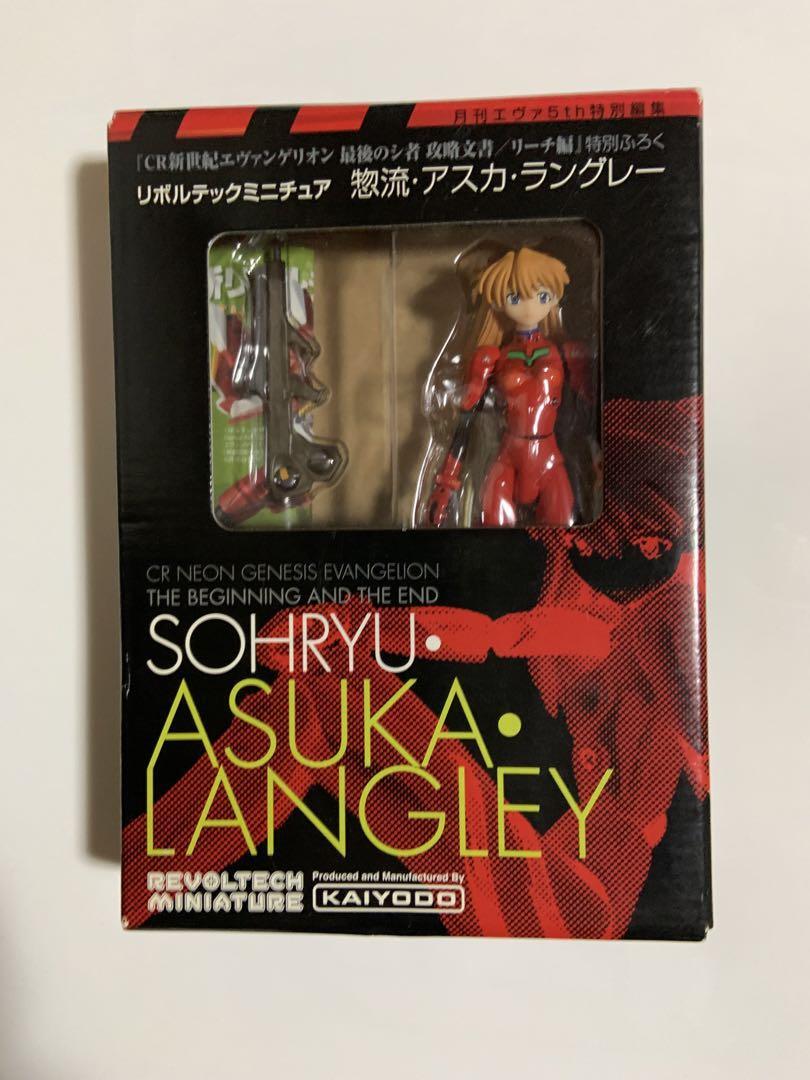 月刊エヴァ5th特別編集
『CR新世紀エヴァンゲリオン 最後のシ者 攻略文書/リーチ編』特別ふろく
リボルテックミニチュア 惣流・アスカ・ラングレー
CR NEON GENESIS EVANGELION
THE BEGINNING AND THE END
SOHRYU・
ASUKA・
LANGLEY
REVOLTECH
MINIATURE
Produced and Manufactured By
KAIYODO